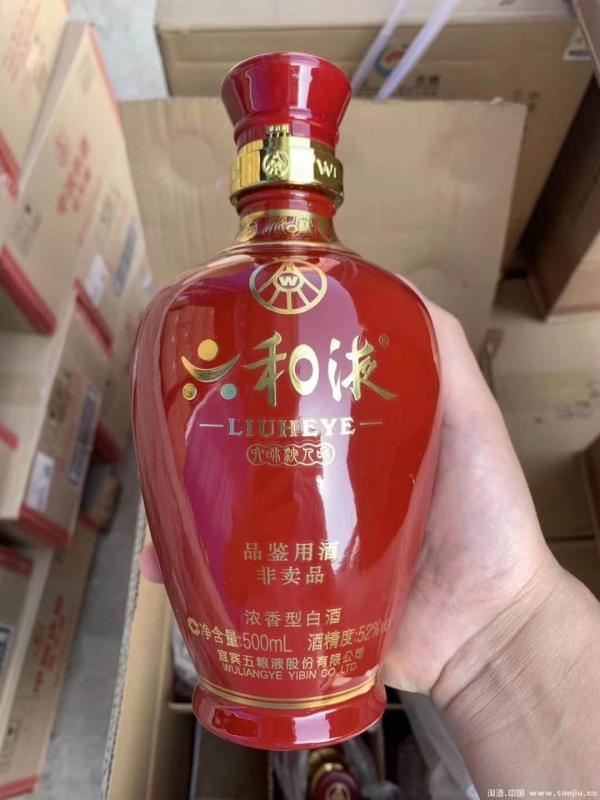 WI
W
六和液®
LIUHEYE
品鉴用酒
非卖品
浓香型白酒
净含量:500mL 酒精度:52%vol
宜宾五粮液股份有限公司
WULIANGYE YIBIN CO.,LTD.
淘酒.中国 www.taojiu.cc